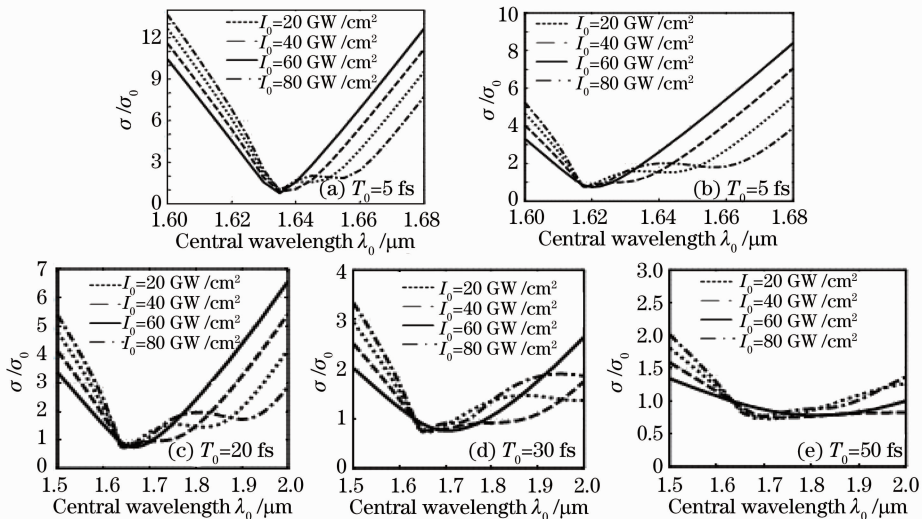 12
8
4
0
σ/σ₀
I₀=20 GW/cm²
I₀=40 GW/cm²
I₀=60 GW/cm²
I₀=80 GW/cm²
(a) T₀=5 fs
1.60 1.62 1.64 1.66 1.68
Central wavelength λ₀/μm
10
8
6
4
2
0
σ/σ₀
I₀=20 GW/cm²
I₀=40 GW/cm²
I₀=60 GW/cm²
I₀=80 GW/cm²
(b) T₀=5 fs
1.60 1.62 1.64 1.66 1.68
Central wavelength λ₀/μm
7
6
5
4
3
2
1
0
σ/σ₀
I₀=20 GW/cm²
I₀=40 GW/cm²
I₀=60 GW/cm²
I₀=80 GW/cm²
(c) T₀=20 fs
1.5 1.6 1.7 1.8 1.9 2.0
Central wavelength λ₀/μm
4
3
2
1
0
σ/σ₀
I₀=20 GW/cm²
I₀=40 GW/cm²
I₀=60 GW/cm²
I₀=80 GW/cm²
(d) T₀=30 fs
1.5 1.6 1.7 1.8 1.9 2.0
Central wavelength λ₀/μm
3.0
2.5
2.0
1.5
1.0
0.5
0
σ/σ₀
I₀=20 GW/cm²
I₀=40 GW/cm²
I₀=60 GW/cm²
I₀=80 GW/cm²
(e) T₀=50 fs
1.5 1.6 1.7 1.8 1.9 2.0
Central wavelength λ₀/μm